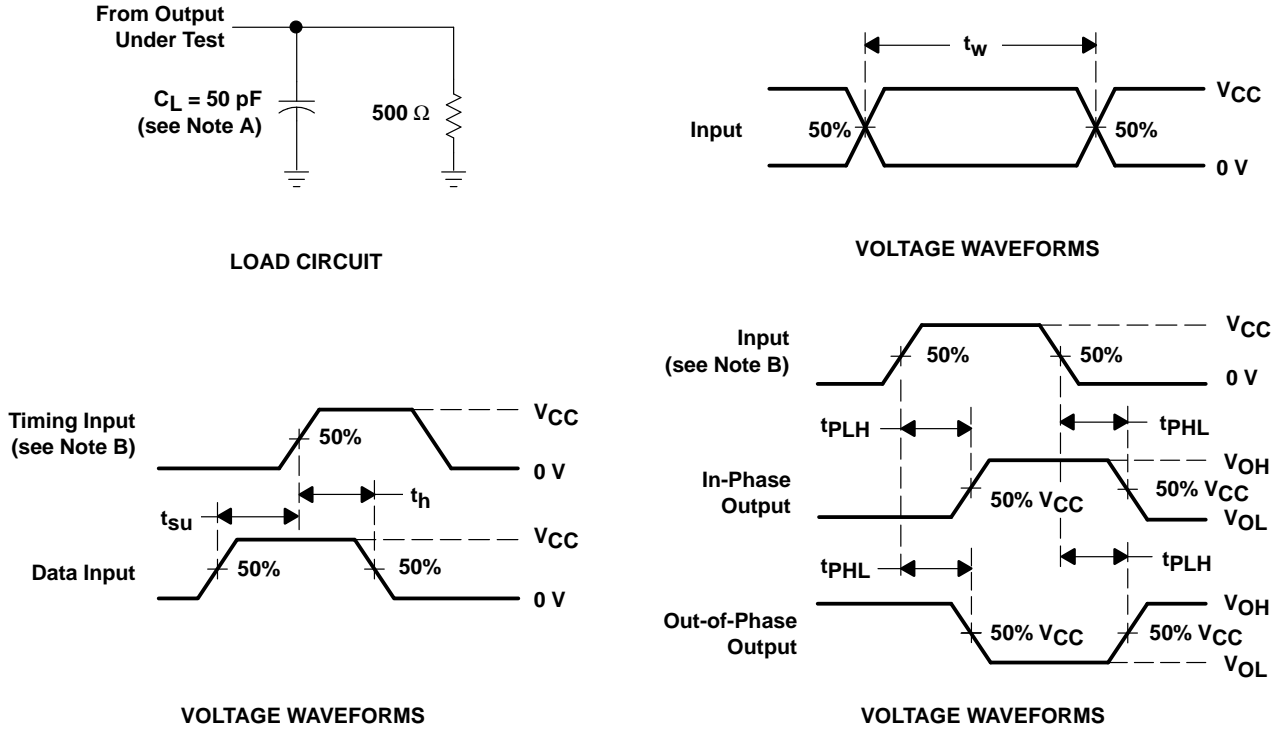 From Output
Under Test
CL = 50 pF
(see Note A)
500 Ω
LOAD CIRCUIT
tw
VCC
Input
50%
50%
0 V
VOLTAGE WAVEFORMS
Timing Input
(see Note B)
50%
VCC
0 V
th
tsu
VCC
Data Input
50%
50%
0 V
VOLTAGE WAVEFORMS
Input
(see Note B)
50%
50%
VCC
0 V
tPLH
tPHL
In-Phase
Output
50% VCC
VOH
50% VCC
VOL
tPHL
tPLH
Out-of-Phase
Output
50% VCC
VOH
50% VCC
VOL
VOLTAGE WAVEFORMS